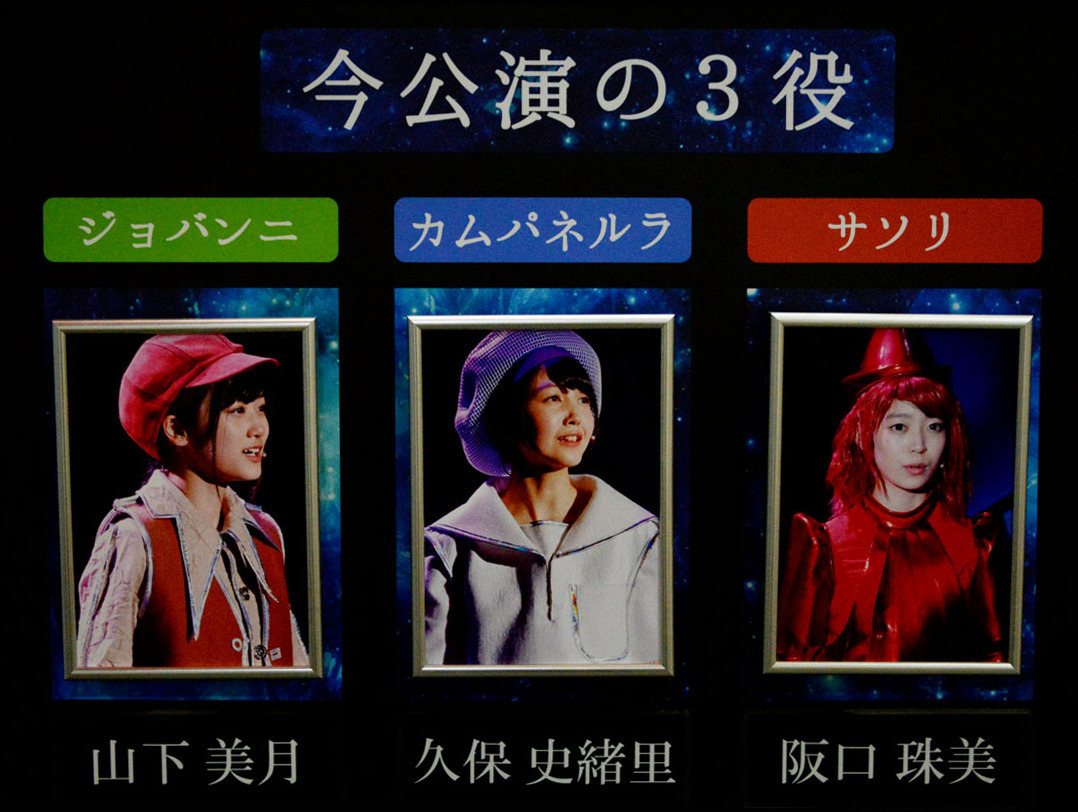 今公演の3役
ジョバンニ
カムパネルラ
サソリ
山下 美月
久保 史緒里
阪口 珠美